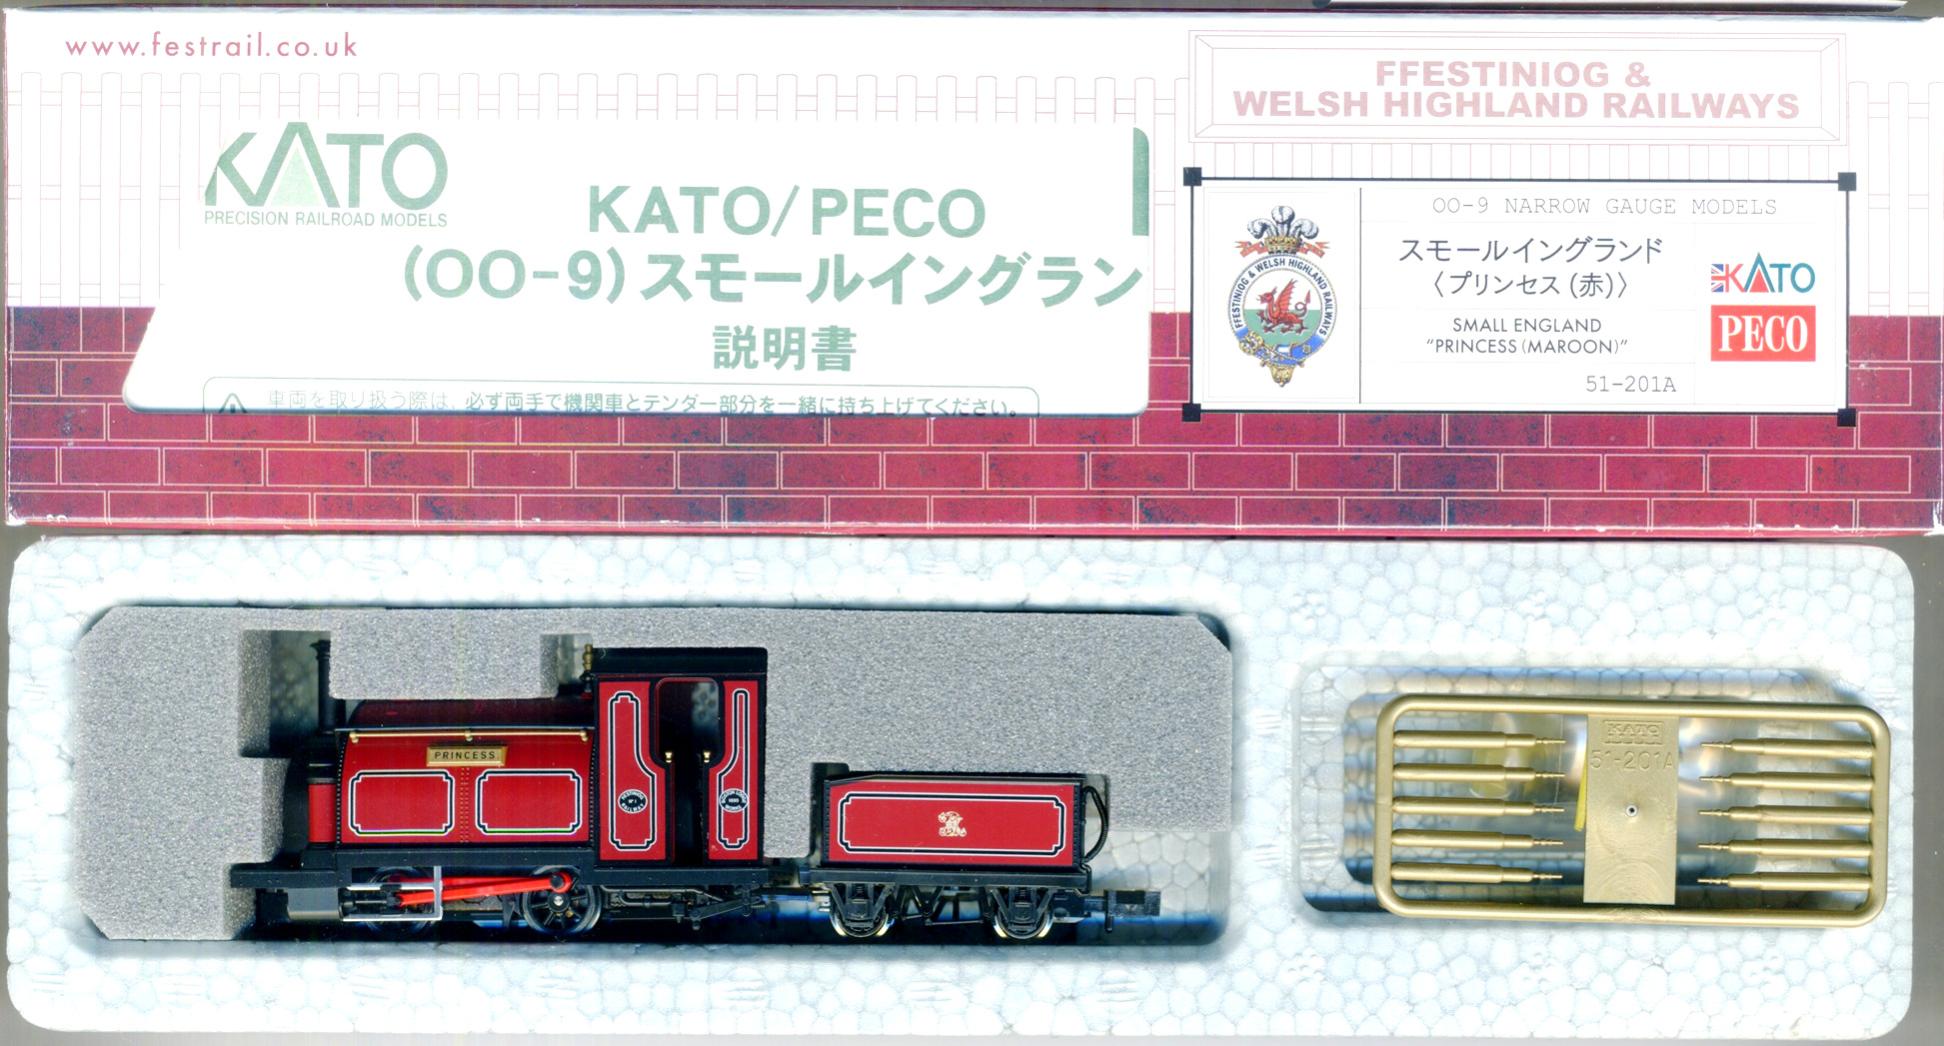 www.festrail.co.uk
FFESTINIOG &
WELSH HIGHLAND RAILWAYS
KATO
PRECISION RAILROAD MODELS
KATO/PECO
(OO-9)スモールイングラン
説明書
車両を取り扱う際は、必ず両手で機関車とテンダー部分を一緒に持ち上げてください。
FFESTINIOG & WELSH HIGHLAND RAILWAYS
OO-9 NARROW GAUGE MODELS
スモールイングランド
〈プリンセス(赤)〉
SMALL ENGLAND
"PRINCESS (MAROON)"
51-201A
KATO
PECO
PRINCESS
KATO
51-201A